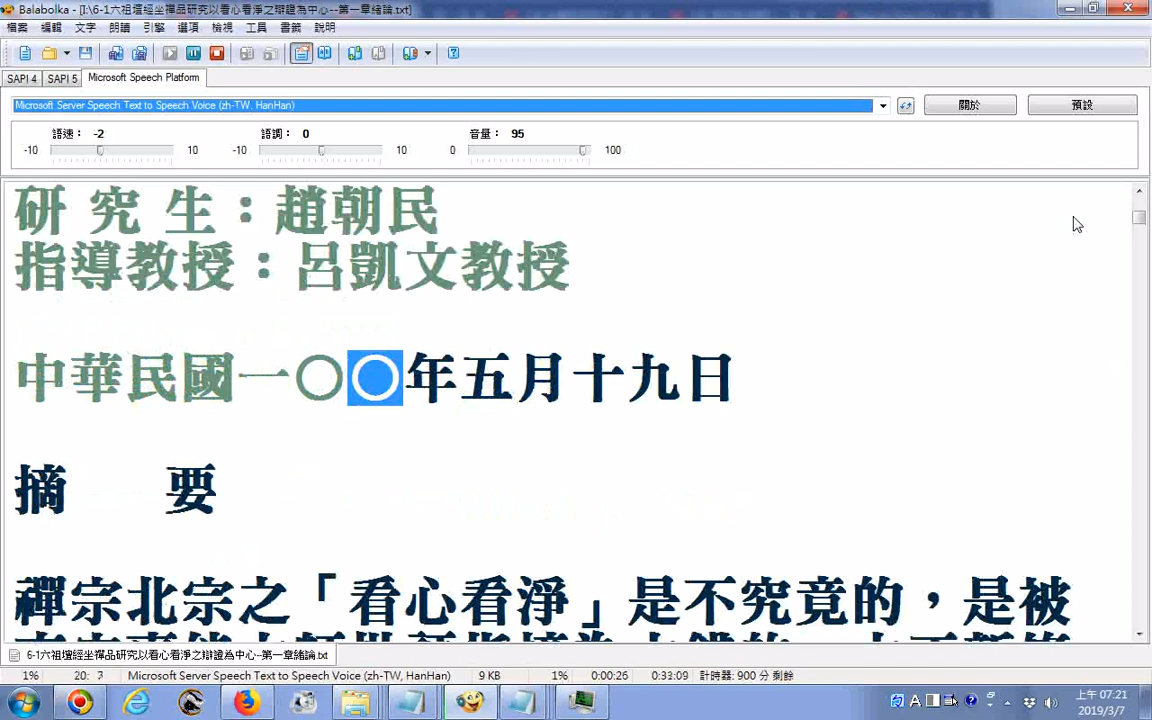 Balabolka - [J:\6-1六祖壇經坐禪品研究以看心看淨之辯證為中心--第一章緒論.txt]
檔案 編輯 文字 朗讀 引擎 選項 檢視 工具 書籤 說明
SAPI 4 SAPI 5 Microsoft Speech Platform
Microsoft Server Speech Text to Speech Voice (zh-TW, HanHan) 關於 預設
語速： -2 語調： 0 音量： 95
-10 10 -10 10 0 100
研 究 生：趙朝民
指導教授：呂凱文教授
中華民國一〇〇年五月十九日
摘 要
禪宗北宗之「看心看淨」是不究竟的，是被
6-1六祖壇經坐禪品研究以看心看淨之辯證為中心--第一章緒論.txt
1% 20: 7 Microsoft Server Speech Text to Speech Voice (zh-TW, HanHan) 9 KB 1% 0:00:26 0:33:09 計時器: 900 分 剩餘
上午 07:21
2019/3/7